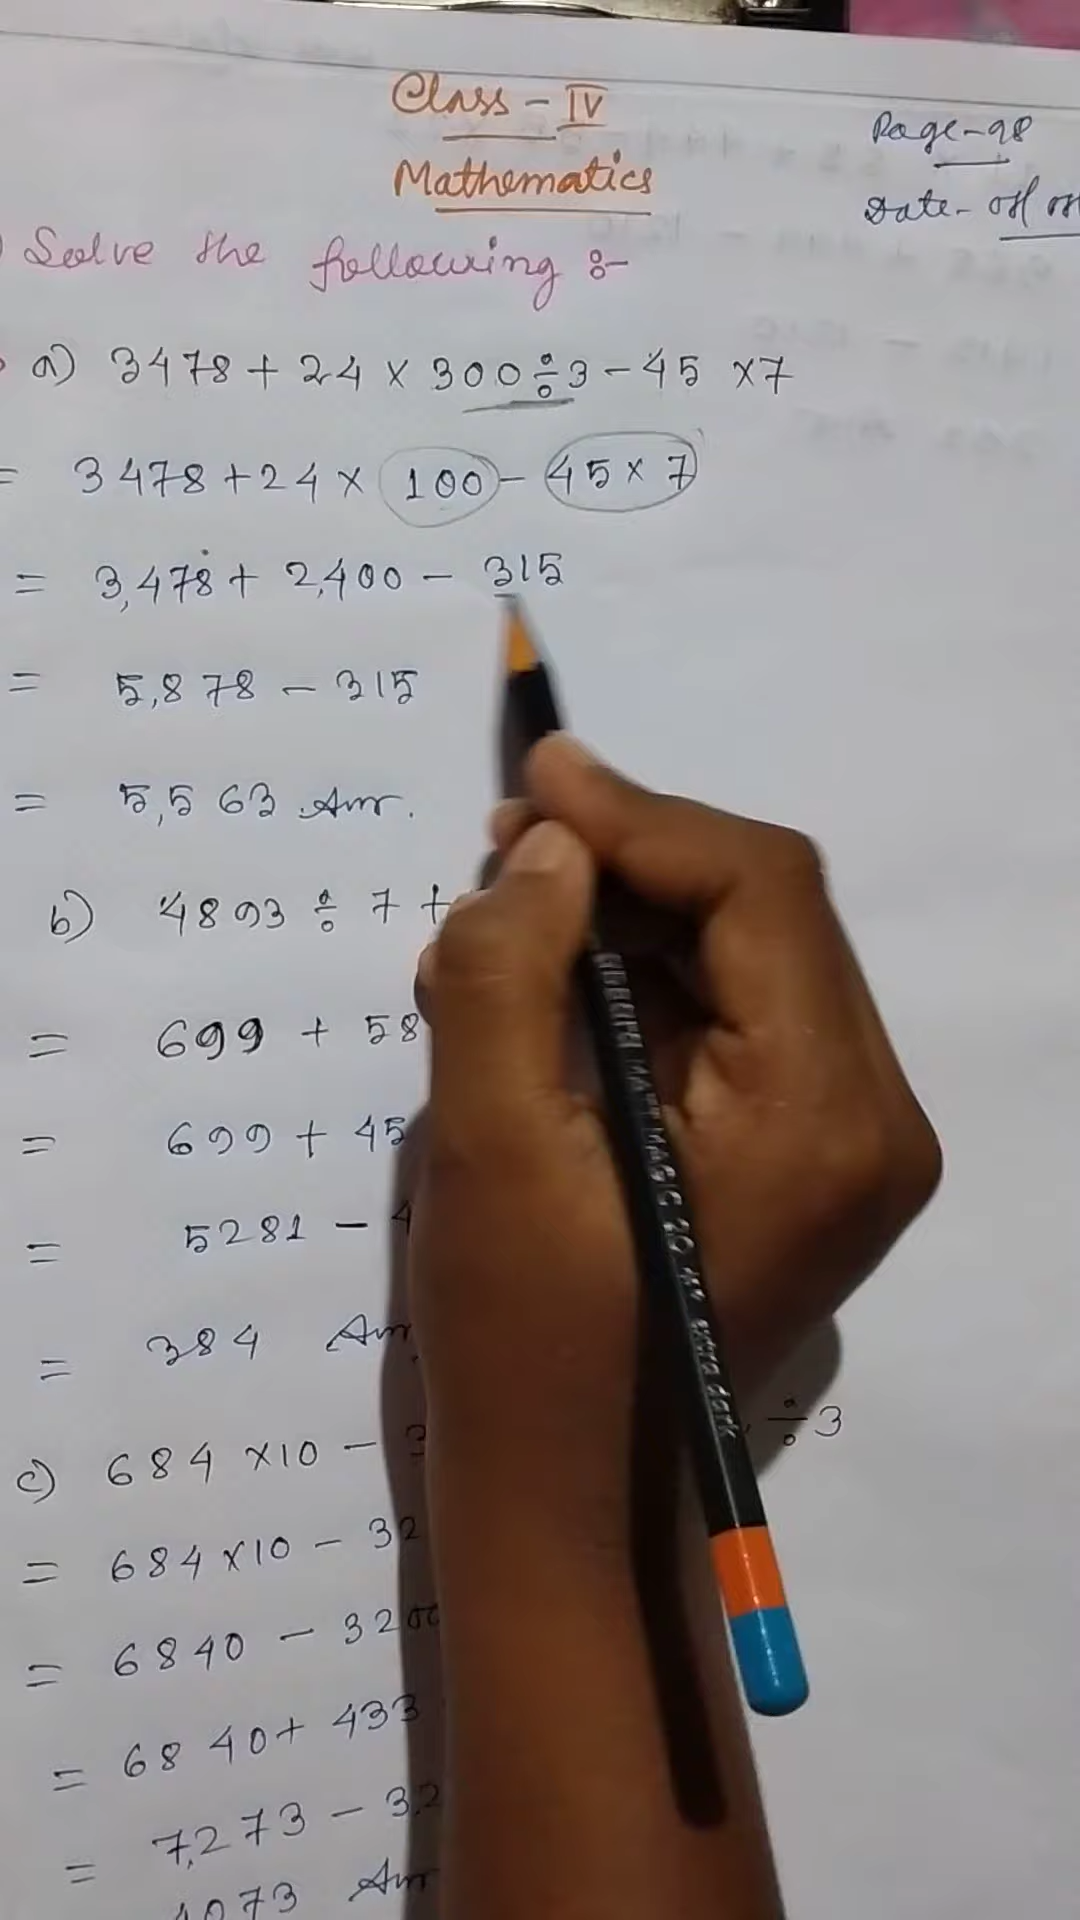 Class - IV
Mathematics
Page-98
Date-
Solve the following :-
a) 3478 + 24 × 300 ÷ 3 - 45 × 7
= 3478 + 24 × 100 - 45 × 7
= 3,478 + 2,400 - 315
= 5,878 - 315
= 5,563 Ans.
b) 4893 ÷ 7 +
= 699 + 58
= 699 + 45
= 5281 - 4
= 384 Ans
c) 684 × 10 - 3 ÷ 3
= 684 × 10 - 32
= 6840 - 3200
= 6840 + 433
= 7,273 - 3,2
4073 Ans